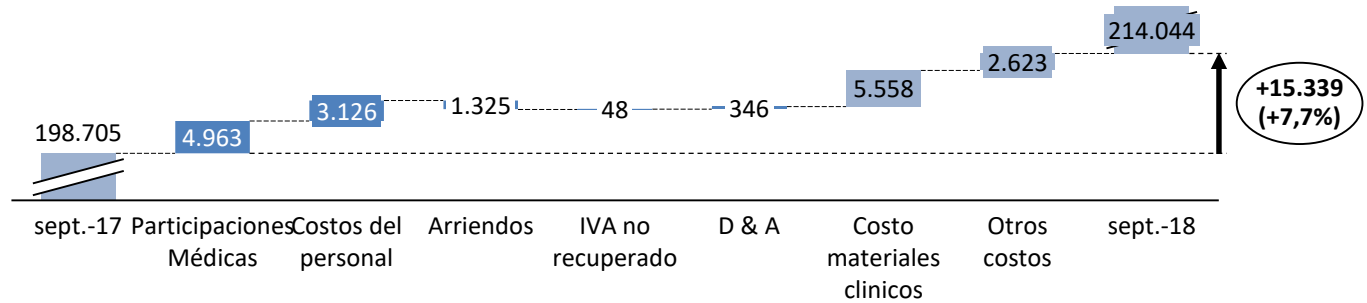 214.044
2.623
5.558
+15.339
(+7,7%)
3.126
1.325
48
346
198.705
4.963
sept.-17
Participaciones
Médicas
Costos del
personal
Arriendos
IVA no
recuperado
D & A
Costo
materiales
clinicos
Otros
costos
sept.-18